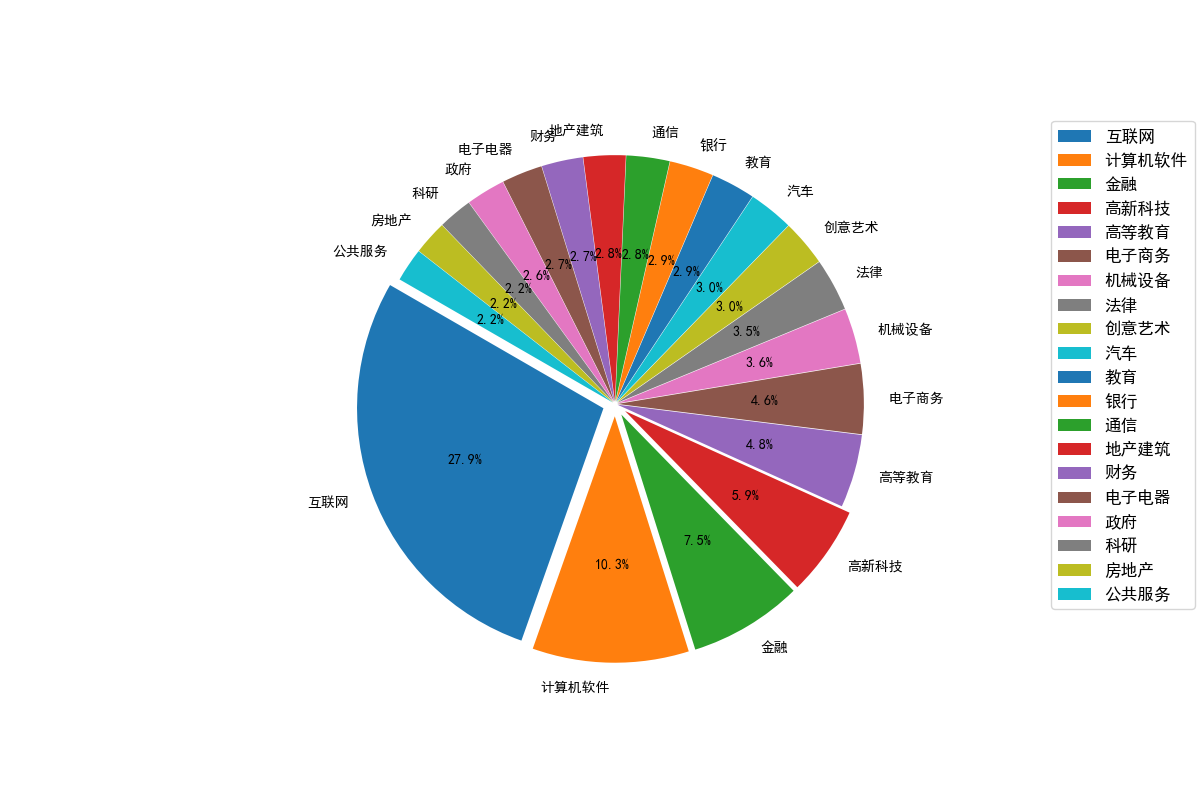 财务
地产建筑
通信
银行
教育
汽车
创意艺术
法律
机械设备
电子商务
高等教育
高新科技
金融
计算机软件
互联网
公共服务
房地产
科研
政府
电子电器
2.7%
2.8%
2.8%
2.9%
2.9%
3.0%
3.0%
3.5%
3.6%
4.6%
4.8%
5.9%
7.5%
10.3%
27.9%
2.2%
2.2%
2.2%
2.6%
2.7%
互联网
计算机软件
金融
高新科技
高等教育
电子商务
机械设备
法律
创意艺术
汽车
教育
银行
通信
地产建筑
财务
电子电器
政府
科研
房地产
公共服务